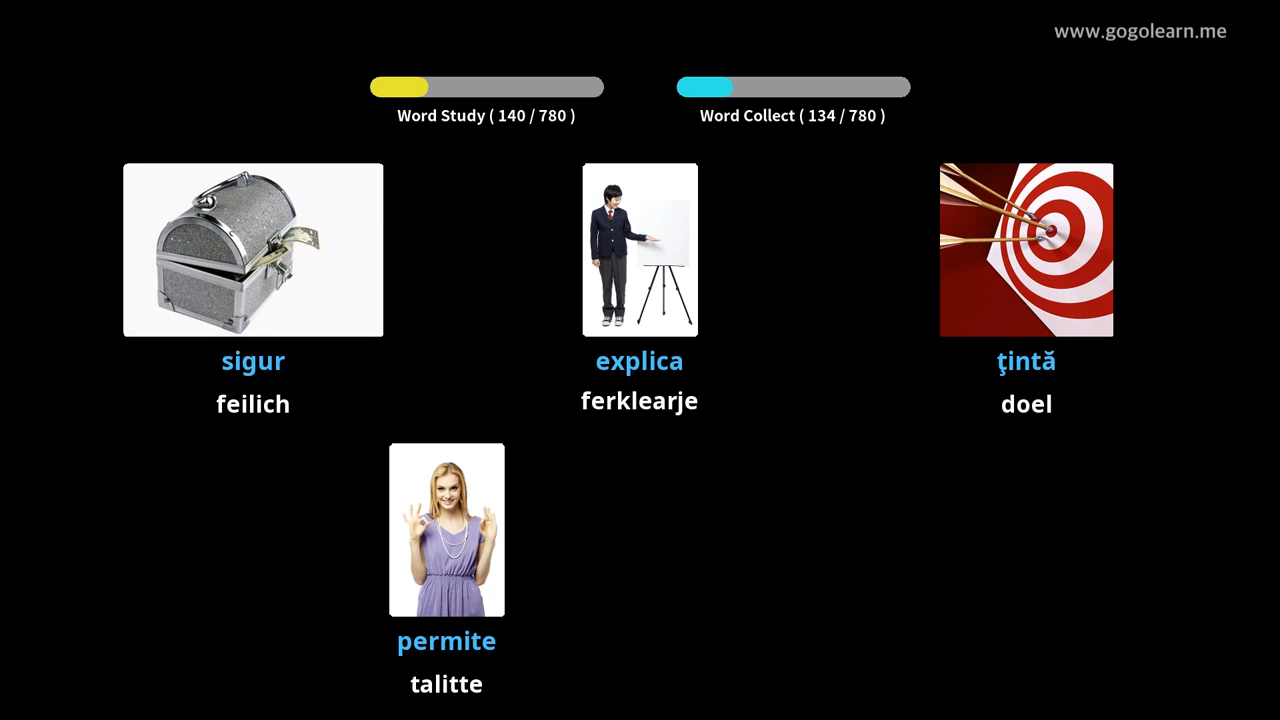 www.gogolearn.me
Word Study ( 140 / 780 )
Word Collect ( 134 / 780 )
sigur
explica
ţintă
feilich
ferklearje
doel
permite
talitte